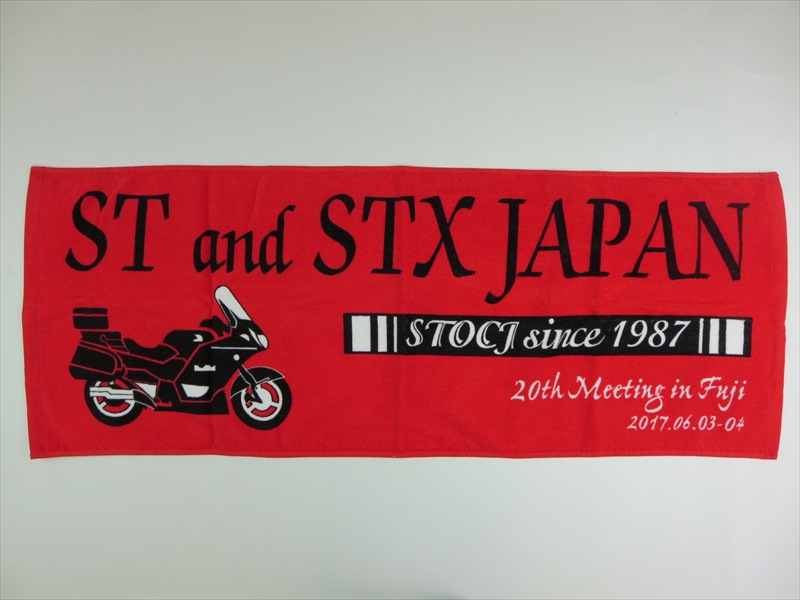 ST and STX JAPAN
STOCJ since 1987
20th Meeting in Fuji
2017.06.03-04